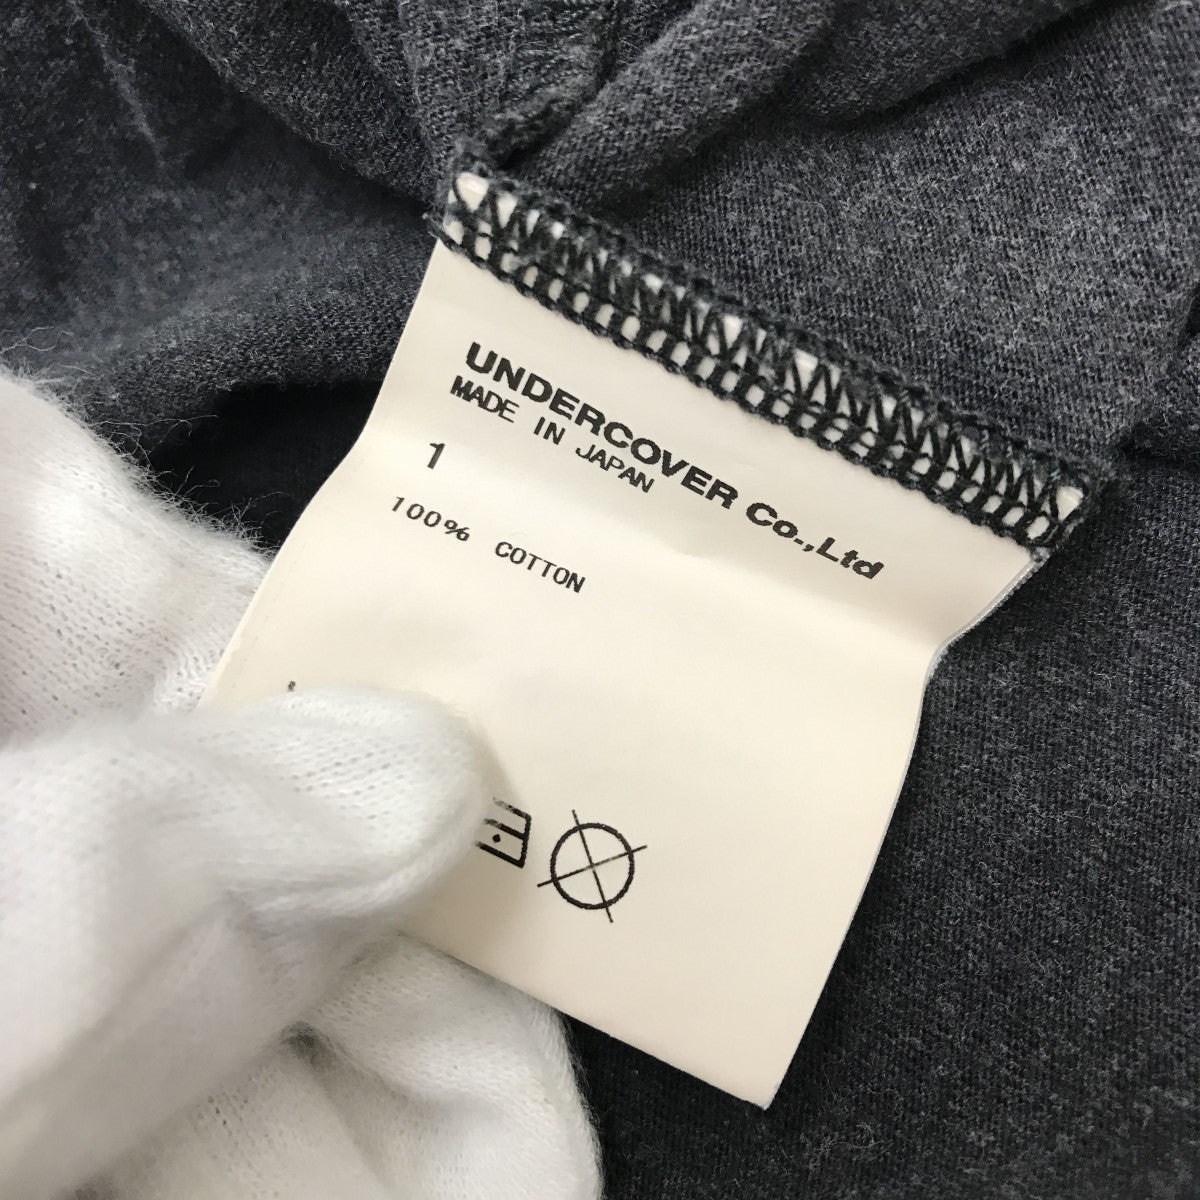 UNDERCOVER Co.,Ltd
MADE IN JAPAN
1
100% COTTON